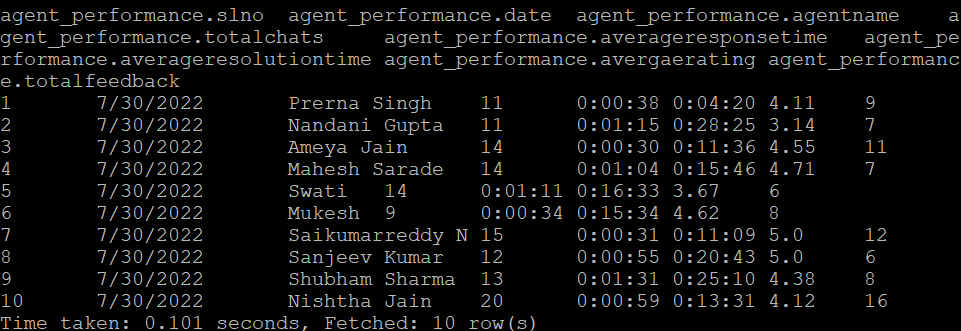 agent_performance.slno  agent_performance.date  agent_performance.agentname     a
gent_performance.totalchats     agent_performance.averageresponsetime   agent_pe
rformance.averageresolutiontime agent_performance.avergaerating agent_performanc
e.totalfeedback
1       7/30/2022       Prerna Singh    11      0:00:38 0:04:20 4.11    9
2       7/30/2022       Nandani Gupta   11      0:01:15 0:28:25 3.14    7
3       7/30/2022       Ameya Jain      14      0:00:30 0:11:36 4.55    11
4       7/30/2022       Mahesh Sarade   14      0:01:04 0:15:46 4.71    7
5       7/30/2022       Swati   14      0:01:11 0:16:33 3.67    6
6       7/30/2022       Mukesh  9       0:00:34 0:15:34 4.62    8
7       7/30/2022       Saikumarreddy N 15      0:00:31 0:11:09 5.0     12
8       7/30/2022       Sanjeev Kumar   12      0:00:55 0:20:43 5.0     6
9       7/30/2022       Shubham Sharma  13      0:01:31 0:25:10 4.38    8
10      7/30/2022       Nishtha Jain    20      0:00:59 0:13:31 4.12    16
Time taken: 0.101 seconds, Fetched: 10 row(s)